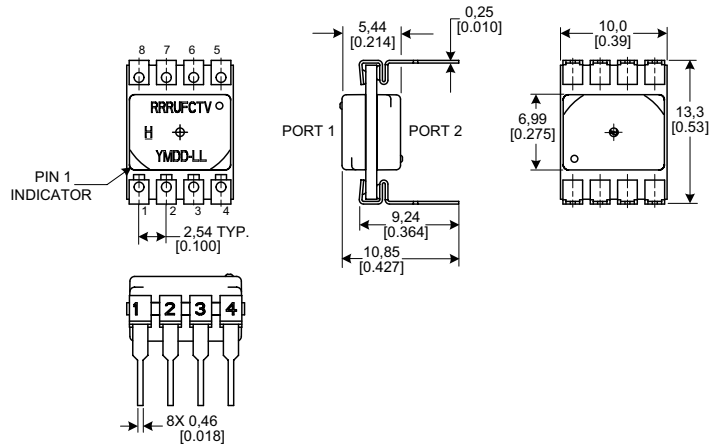 8 7 6 5
RRRUFCTV
H
YMDD-LL
PIN 1
INDICATOR
1 2 3 4
2,54 TYP.
[0.100]
5,44
[0.214]
0,25
[0.010]
PORT 1
PORT 2
9,24
[0.364]
10,85
[0.427]
10,0
[0.39]
6,99
[0.275]
13,3
[0.53]
1 2 3 4
8X 0,46
[0.018]